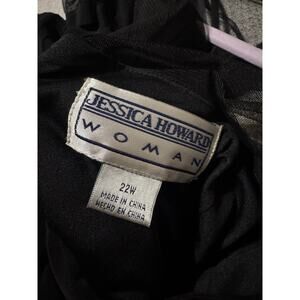 JESSICA HOWARD
WOMAN
22W
MADE IN CHINA
HECHO EN CHINA